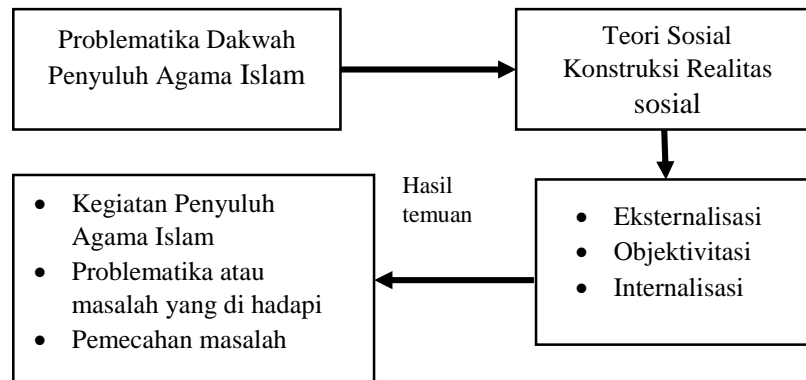 Problematika Dakwah
Penyuluh Agama Islam
Teori Sosial
Konstruksi Realitas
sosial
• Eksternalisasi
• Objektivitasi
• Internalisasi
Hasil
temuan
• Kegiatan Penyuluh
Agama Islam
• Problematika atau
masalah yang di hadapi
• Pemecahan masalah